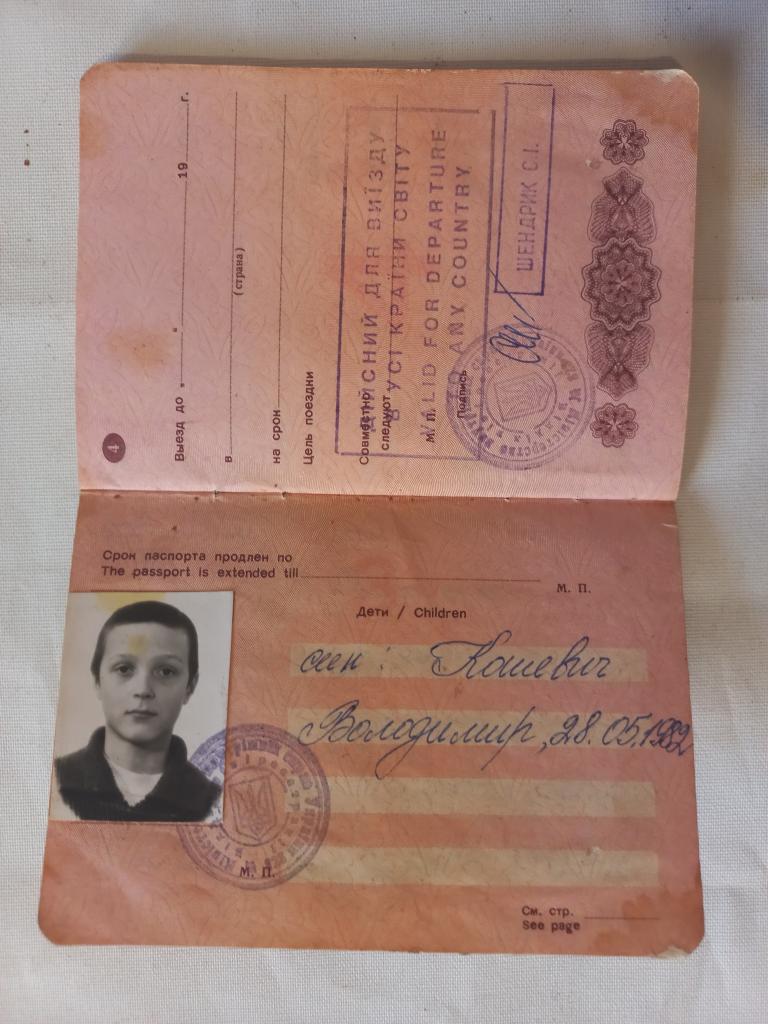 4
Выезд до „ " 19 г.
в
(страна)
на срок
Цель поездки
Совместно
следуют
М. П. Подпись
ДІЙСНИЙ ДЛЯ ВИЇЗДУ
В УСІ КРАЇНИ СВІТУ
VALID FOR DEPARTURE
ANY COUNTRY
ШЕНДРИК С.І.
Срок паспорта продлен по
The passport is extended till
М. П.
Дети / Children
син: Кошевич
Володимир, 28.05.1982
М. П.
См. стр.
See page